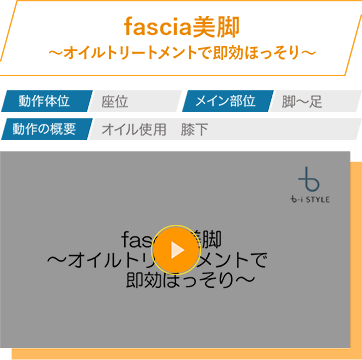 fascia美脚
～オイルトリートメントで即効ほっそり～
動作体位 座位 メイン部位 脚～足
動作の概要 オイル使用 膝下
b·i STYLE
fas 美脚
～オイルトリ メントで
即効ほっそり～